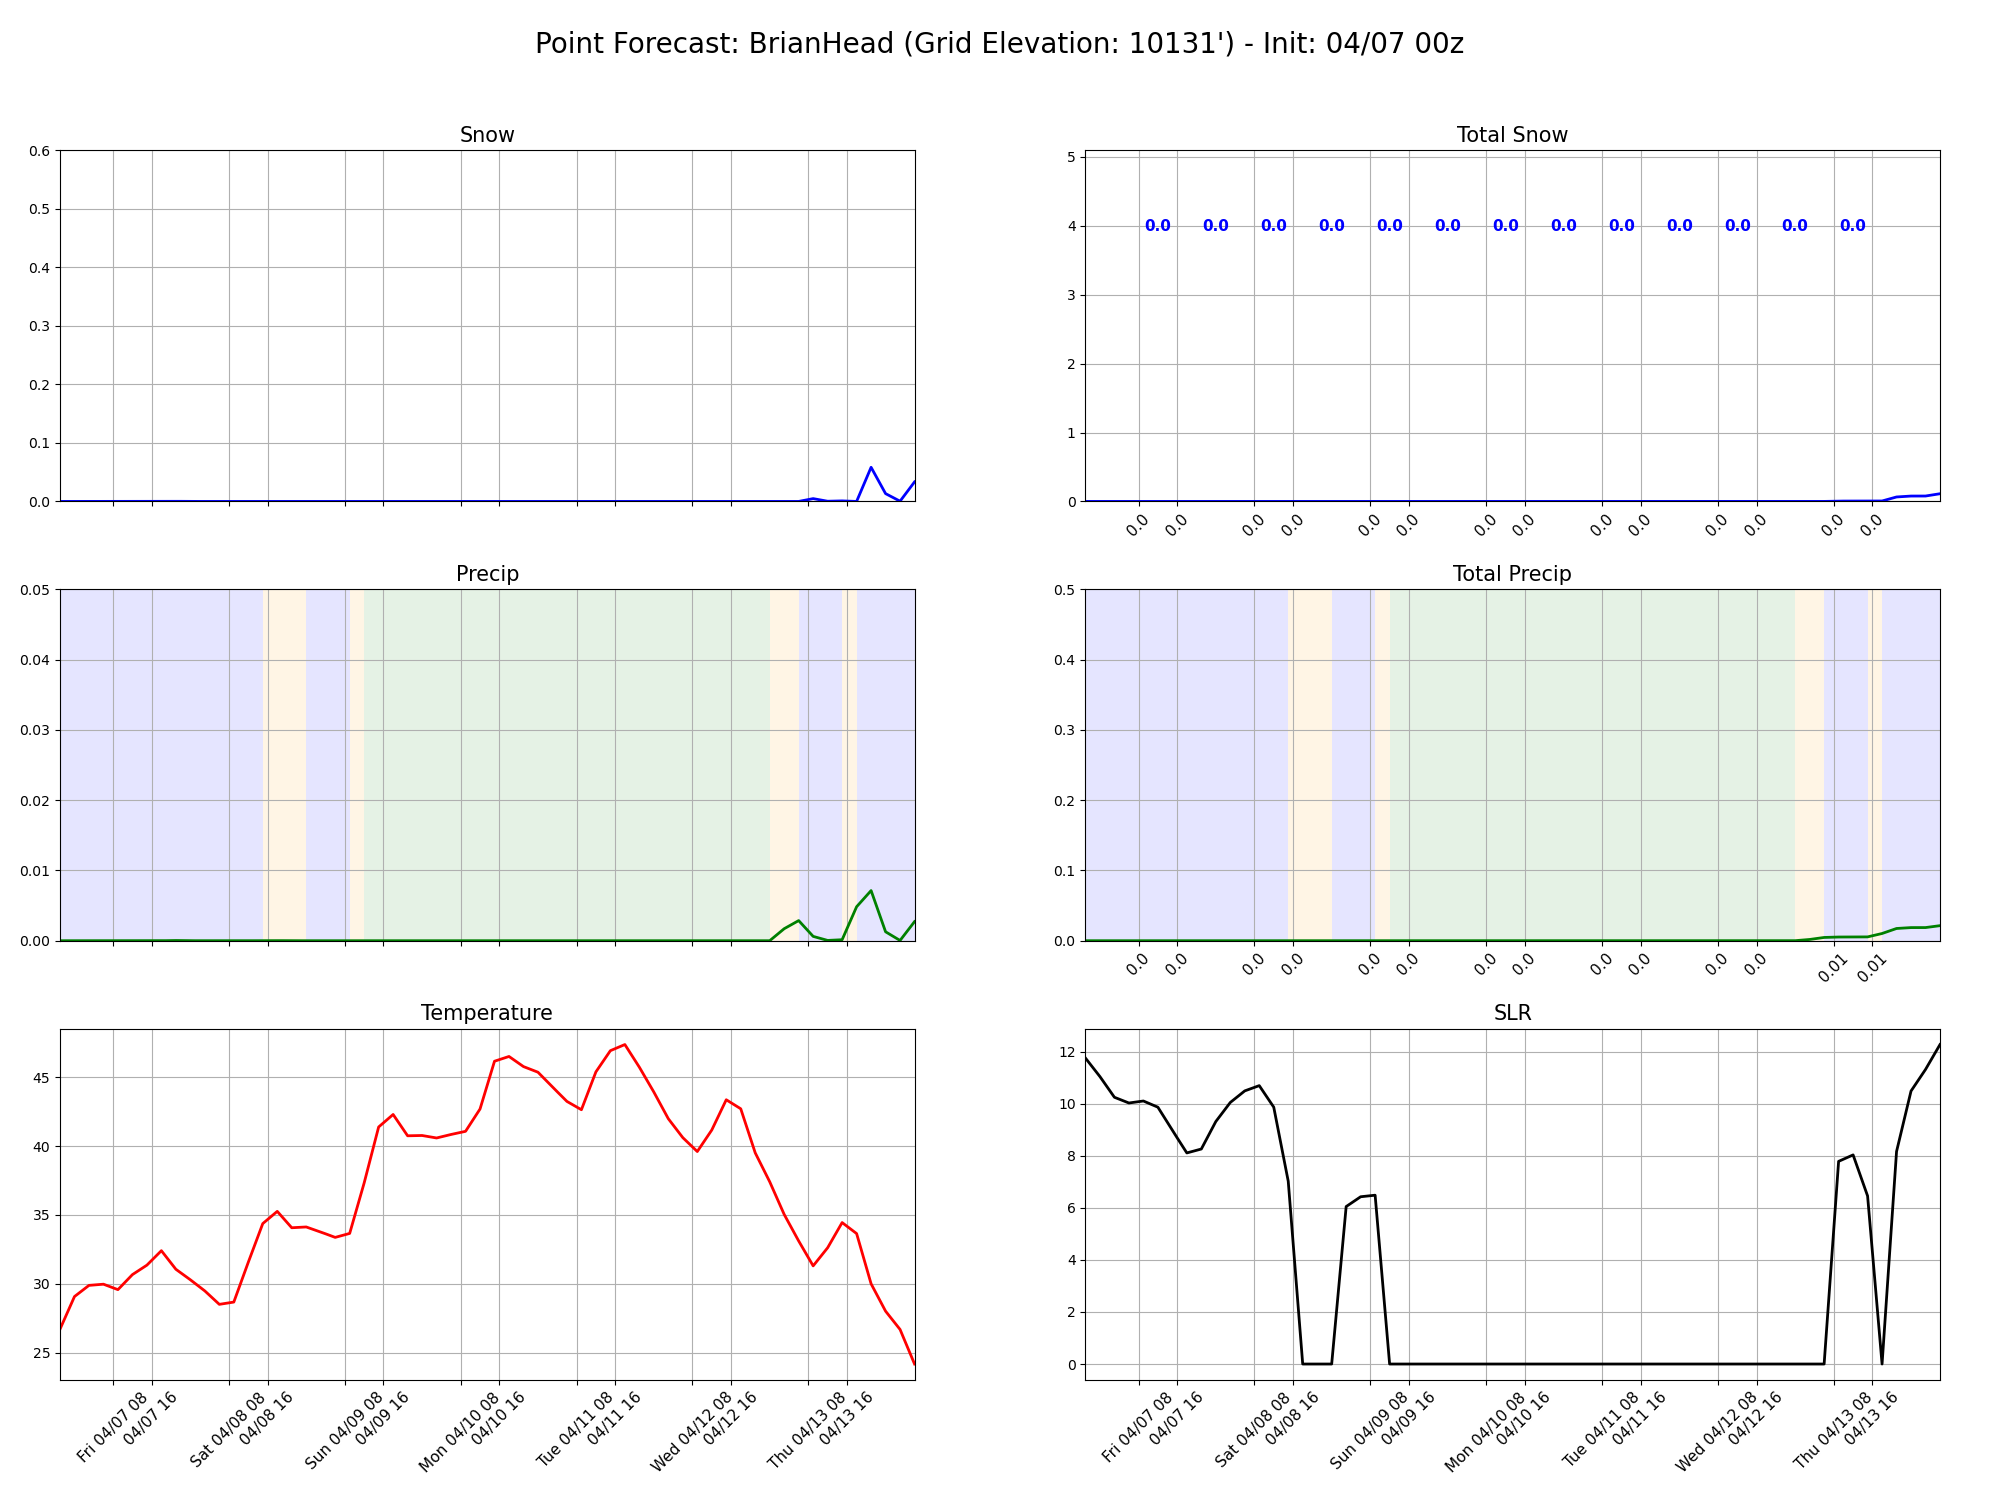 Point Forecast: BrianHead (Grid Elevation: 10131') - Init: 04/07 00z
Snow
0.6
0.5
0.4
0.3
0.2
0.1
0.0
Total Snow
5
4
3
2
1
0
0.0 0.0 0.0 0.0 0.0 0.0 0.0 0.0 0.0 0.0 0.0 0.0 0.0
0.0 0.0 0.0 0.0 0.0 0.0 0.0 0.0 0.0 0.0 0.0 0.0 0.0 0.0
Precip
0.05
0.04
0.03
0.02
0.01
0.00
Total Precip
0.5
0.4
0.3
0.2
0.1
0.0
0.0 0.0 0.0 0.0 0.0 0.0 0.0 0.0 0.0 0.0 0.0 0.0 0.01 0.01
Temperature
45
40
35
30
25
Fri 04/07 08
04/07 16
Sat 04/08 08
04/08 16
Sun 04/09 08
04/09 16
Mon 04/10 08
04/10 16
Tue 04/11 08
04/11 16
Wed 04/12 08
04/12 16
Thu 04/13 08
04/13 16
SLR
12
10
8
6
4
2
0
Fri 04/07 08
04/07 16
Sat 04/08 08
04/08 16
Sun 04/09 08
04/09 16
Mon 04/10 08
04/10 16
Tue 04/11 08
04/11 16
Wed 04/12 08
04/12 16
Thu 04/13 08
04/13 16